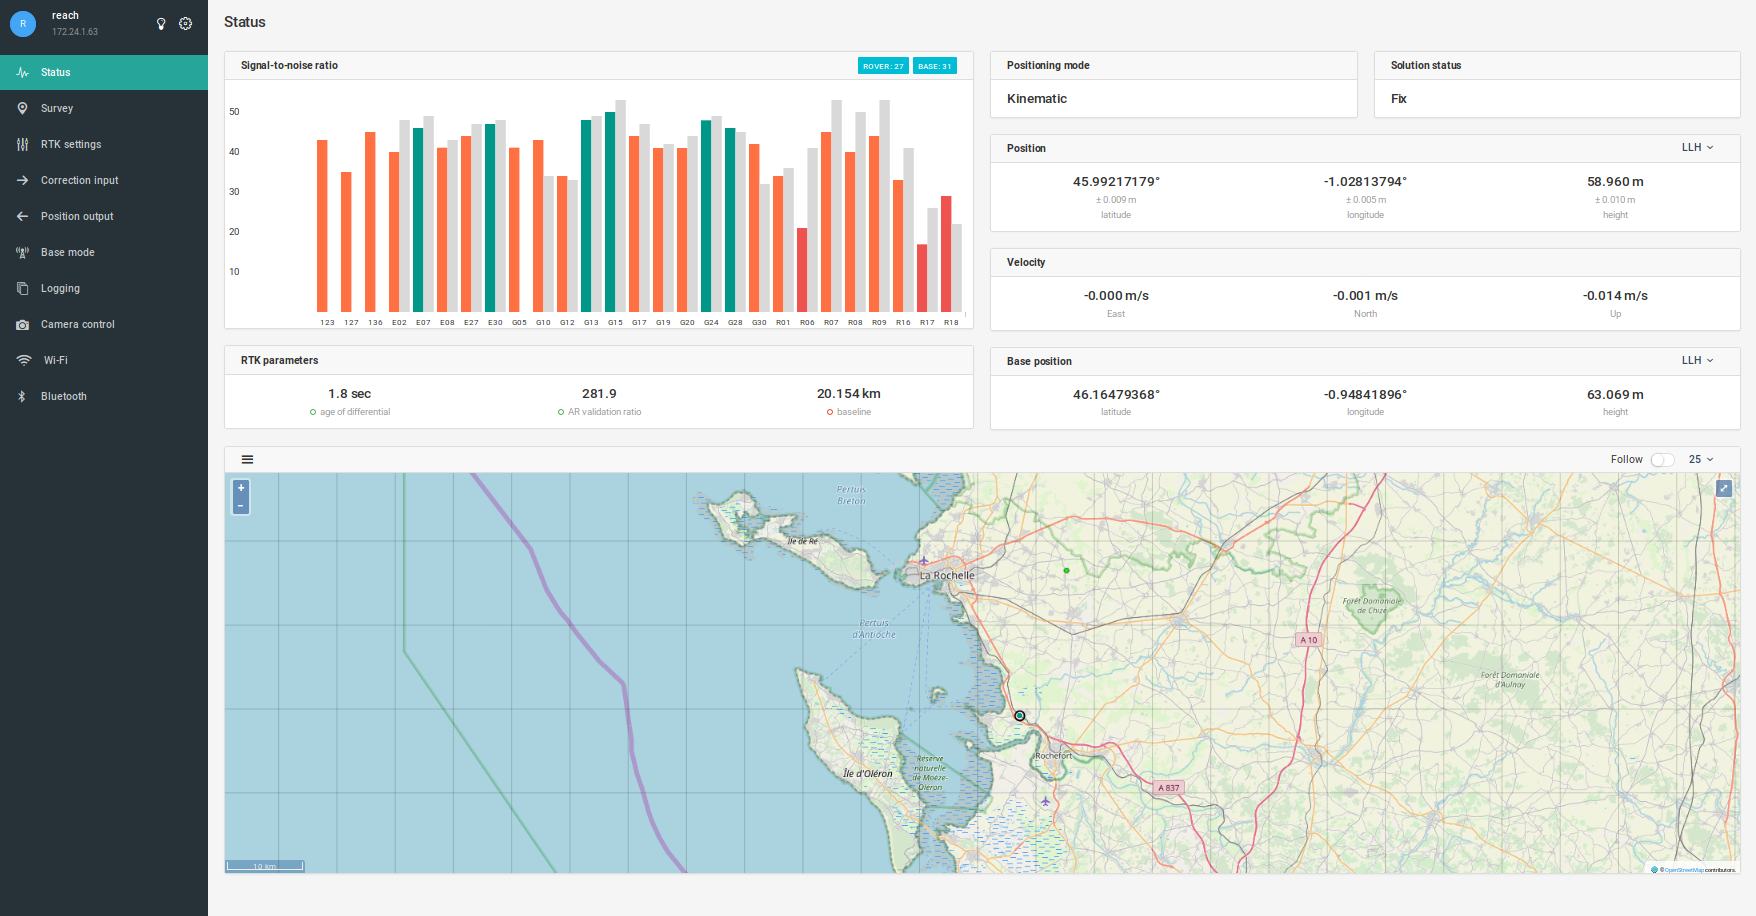 R
reach
172.24.1.63
Status
Survey
RTK settings
Correction input
Position output
Base mode
Logging
Camera control
Wi-Fi
Bluetooth
Status
Signal-to-noise ratio
ROVER: 27
BASE: 31
50
40
30
20
10
123 127 136 E02 E07 E08 E27 E30 G05 G10 G12 G13 G15 G17 G19 G20 G24 G28 G30 R01 R06 R07 R08 R09 R16 R17 R18
Positioning mode
Kinematic
Solution status
Fix
Position
LLH
45.99217179° -1.02813794° 58.960 m
± 0.009 m ± 0.005 m ± 0.010 m
latitude longitude height
Velocity
-0.000 m/s -0.001 m/s -0.014 m/s
East North Up
RTK parameters
1.8 sec 281.9 20.154 km
age of differential AR validation ratio baseline
Base position
LLH
46.16479368° -0.94841896° 63.069 m
latitude longitude height
Follow
25
+
−
Pertuis
Breton
Île de Ré
La Rochelle
Pertuis
d'Antioche
Forêt Domaniale
de Chizé
A 10
Forêt Domaniale
d'Aulnay
Rochefort
Réserve
naturelle
de Moëze-
Oléron
Île d'Oléron
A 837
10 km
© OpenStreetMap contributors.